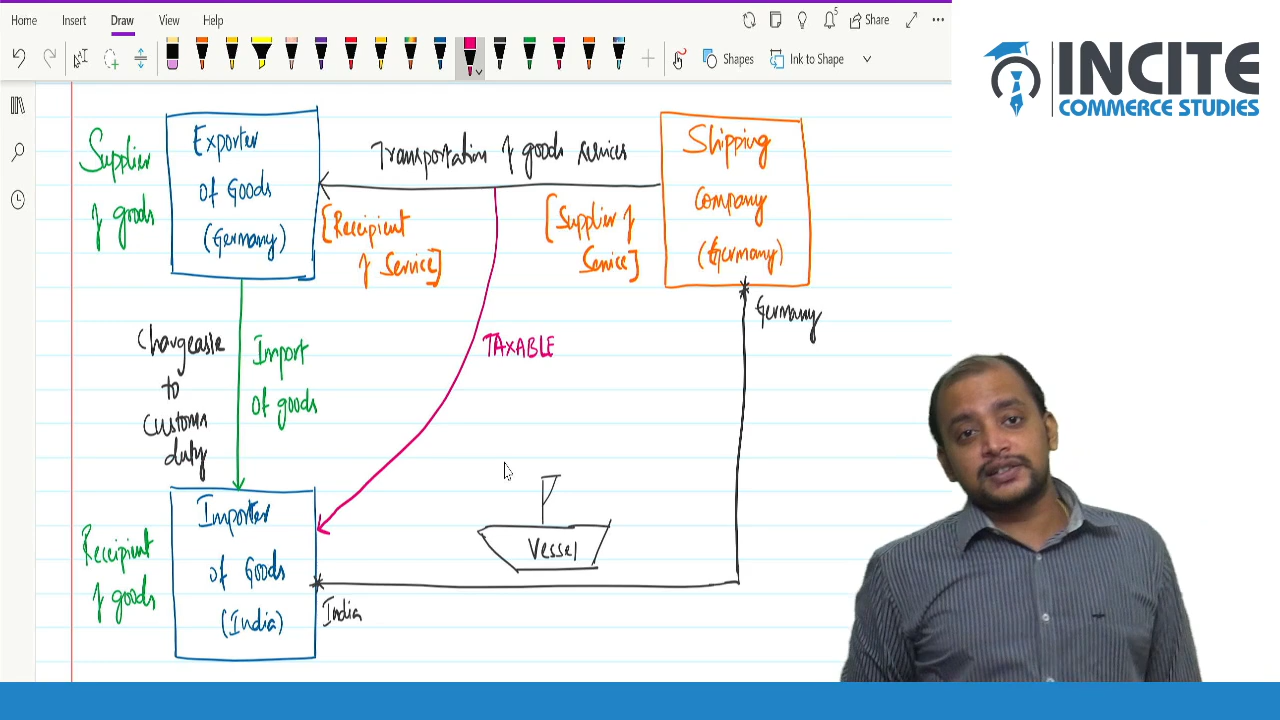 Home Insert Draw View Help
5
Share
Shapes
Ink to Shape
INCITE
COMMERCE STUDIES
Supplier
of goods
Exporter
of Goods
(Germany)
Transportation of goods services
[Recipient
of Service]
[Supplier of
Service]
Shipping
Company
(Germany)
Germany
Chargeable
to
Custom
duty
Import
of goods
TAXABLE
Recipient
of goods
Importer
of Goods
(India)
Vessel
India